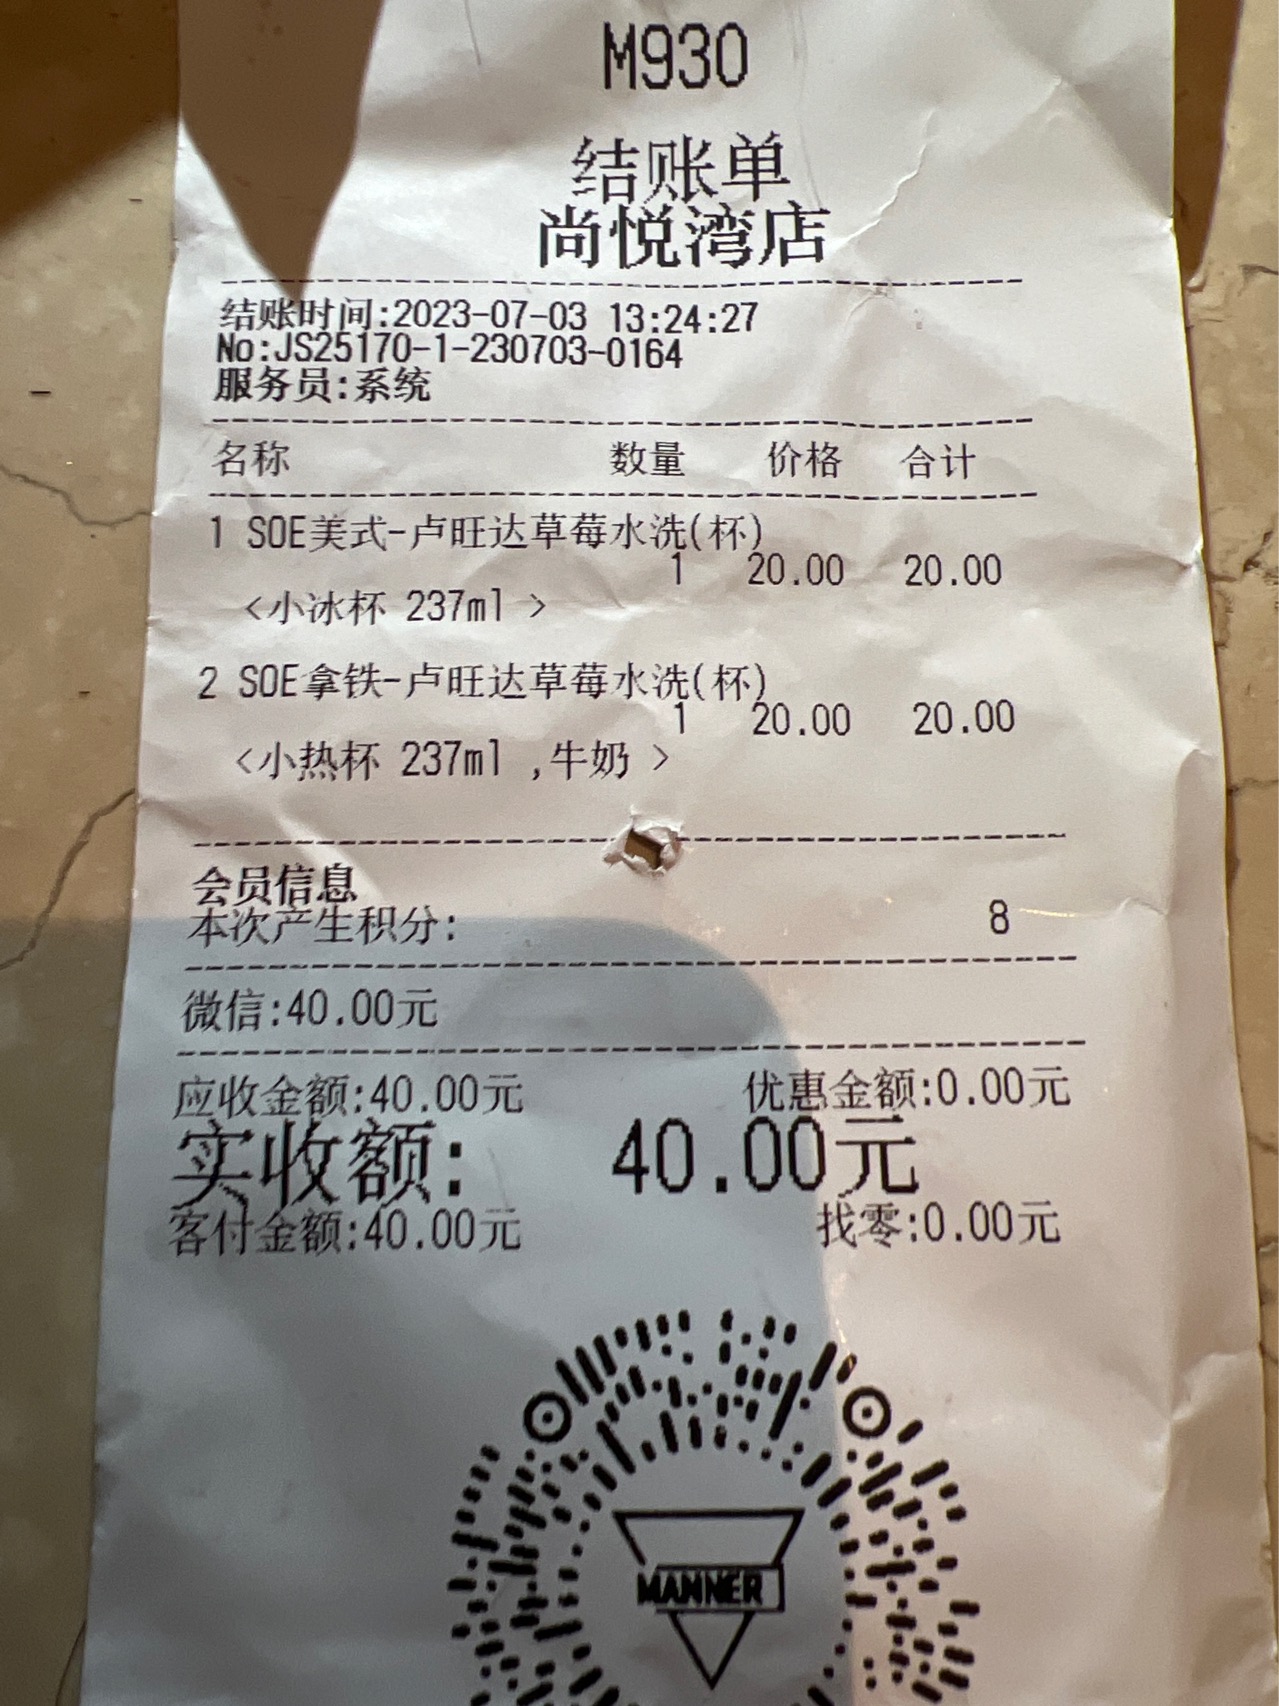 M930
结账单
尚悦湾店
结账时间:2023-07-03 13:24:27
No:JS25170-1-230703-0164
服务员:系统
名称 数量 价格 合计
1 SOE美式-卢旺达草莓水洗(杯)
1 20.00 20.00
<小冰杯 237ml >
2 SOE拿铁-卢旺达草莓水洗(杯)
1 20.00 20.00
<小热杯 237ml ,牛奶 >
会员信息
本次产生积分: 8
微信:40.00元
应收金额:40.00元 优惠金额:0.00元
实收额: 40.00元
客付金额:40.00元 找零:0.00元
MANNER